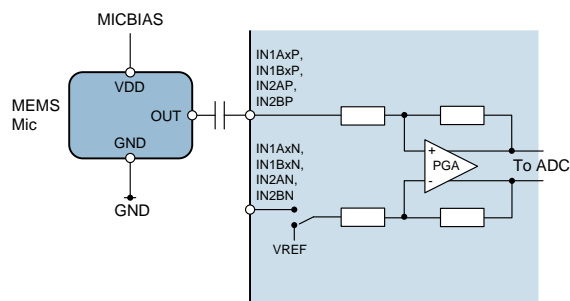 MICBIAS
VDD
MEMS
Mic
OUT
GND
GND
IN1AxP,
IN1BxP,
IN2AP,
IN2BP
IN1AxN,
IN1BxN,
IN2AN,
IN2BN
VREF
+
PGA
-
To ADC